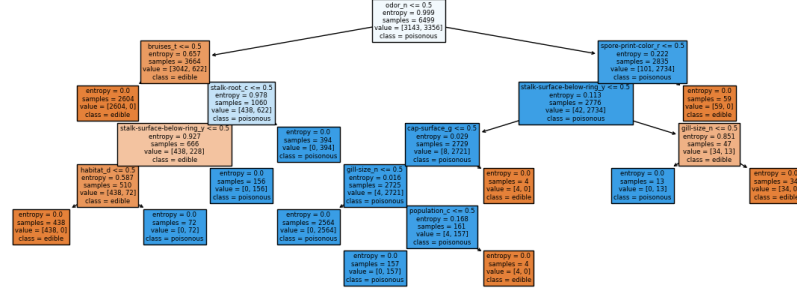 odor_n <= 0.5
entropy = 0.999
samples = 6499
value = [3143, 3356]
class = poisonous
bruises_t <= 0.5
entropy = 0.657
samples = 3664
value = [3042, 622]
class = edible
spore-print-color_r <= 0.5
entropy = 0.222
samples = 2835
value = [101, 2734]
class = poisonous
entropy = 0.0
samples = 2604
value = [2604, 0]
class = edible
stalk-root_c <= 0.5
entropy = 0.978
samples = 1060
value = [438, 622]
class = poisonous
stalk-surface-below-ring_y <= 0.5
entropy = 0.113
samples = 2776
value = [42, 2734]
class = poisonous
entropy = 0.0
samples = 59
value = [59, 0]
class = edible
stalk-surface-below-ring_y <= 0.5
entropy = 0.927
samples = 666
value = [438, 228]
class = edible
entropy = 0.0
samples = 394
value = [0, 394]
class = poisonous
cap-surface_g <= 0.5
entropy = 0.029
samples = 2729
value = [8, 2721]
class = poisonous
gill-size_n <= 0.5
entropy = 0.851
samples = 47
value = [34, 13]
class = edible
habitat_d <= 0.5
entropy = 0.587
samples = 510
value = [438, 72]
class = edible
entropy = 0.0
samples = 156
value = [0, 156]
class = poisonous
gill-size_n <= 0.5
entropy = 0.016
samples = 2725
value = [4, 2721]
class = poisonous
entropy = 0.0
samples = 4
value = [4, 0]
class = edible
entropy = 0.0
samples = 13
value = [0, 13]
class = poisonous
entropy = 0.0
samples = 34
value = [34, 0]
class = edible
entropy = 0.0
samples = 438
value = [438, 0]
class = edible
entropy = 0.0
samples = 72
value = [0, 72]
class = poisonous
entropy = 0.0
samples = 2564
value = [0, 2564]
class = poisonous
population_c <= 0.5
entropy = 0.168
samples = 161
value = [4, 157]
class = poisonous
entropy = 0.0
samples = 157
value = [0, 157]
class = poisonous
entropy = 0.0
samples = 4
value = [4, 0]
class = edible